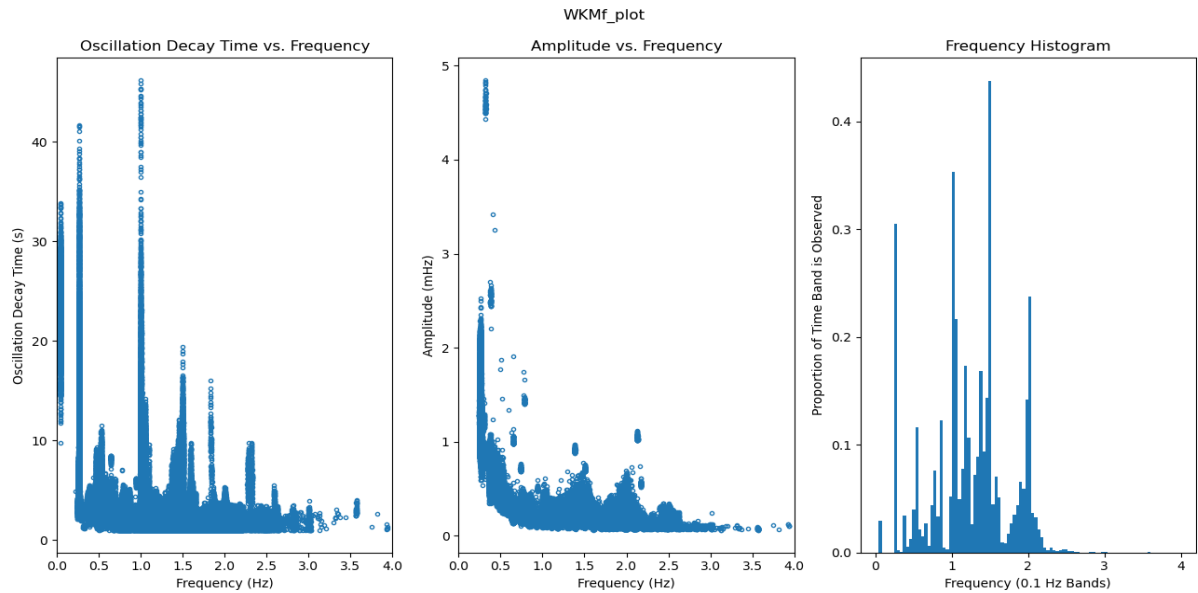 WKMf_plot
Oscillation Decay Time vs. Frequency
Oscillation Decay Time (s)
40
30
20
10
0
0.0 0.5 1.0 1.5 2.0 2.5 3.0 3.5 4.0
Frequency (Hz)
Amplitude vs. Frequency
Amplitude (mHz)
5
4
3
2
1
0
0.0 0.5 1.0 1.5 2.0 2.5 3.0 3.5 4.0
Frequency (Hz)
Frequency Histogram
Proportion of Time Band is Observed
0.4
0.3
0.2
0.1
0.0
0 1 2 3 4
Frequency (0.1 Hz Bands)